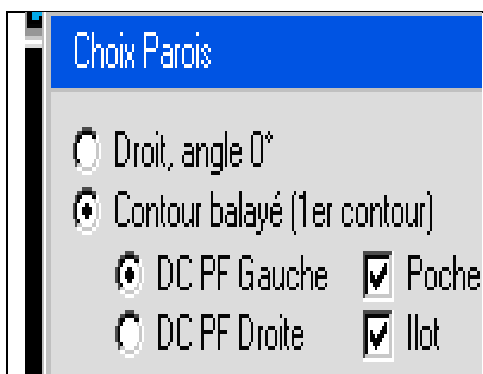 Choix Parois
Droit, angle 0°
Contour balayé (1er contour)
DC PF Gauche Poche
DC PF Droite Ilot